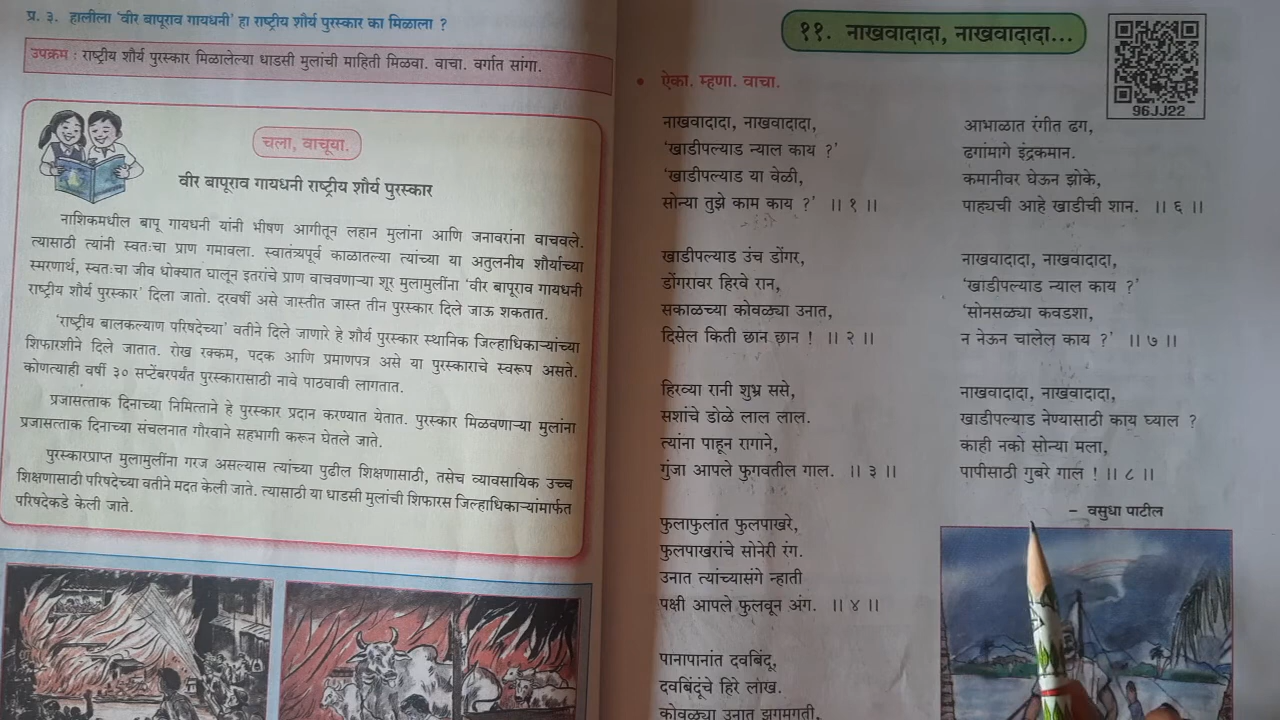 प्र. ३. हालीला 'वीर बापूराव गायधनी' हा राष्ट्रीय शौर्य पुरस्कार का मिळाला ?
उपक्रम : राष्ट्रीय शौर्य पुरस्कार मिळालेल्या धाडसी मुलांची माहिती मिळवा. वाचा. वर्गात सांगा.
चला, वाचूया.
वीर बापूराव गायधनी राष्ट्रीय शौर्य पुरस्कार
नाशिकमधील बापू गायधनी यांनी भीषण आगीतून लहान मुलांना आणि जनावरांना वाचवले.
त्यासाठी त्यांनी स्वतःचा प्राण गमावला. स्वातंत्र्यपूर्व काळातल्या त्यांच्या या अतुलनीय शौर्याच्या
स्मरणार्थ, स्वतःचा जीव धोक्यात घालून इतरांचे प्राण वाचवणाऱ्या शूर मुलामुलींना 'वीर बापूराव गायधनी
राष्ट्रीय शौर्य पुरस्कार' दिला जातो. दरवर्षी असे जास्तीत जास्त तीन पुरस्कार दिले जाऊ शकतात.
'राष्ट्रीय बालकल्याण परिषदेच्या' वतीने दिले जाणारे हे शौर्य पुरस्कार स्थानिक जिल्हाधिकाऱ्यांच्या
शिफारशीने दिले जातात. रोख रक्कम, पदक आणि प्रमाणपत्र असे या पुरस्काराचे स्वरूप असते.
कोणत्याही वर्षी ३० सप्टेंबरपर्यंत पुरस्कारासाठी नावे पाठवावी लागतात.
प्रजासत्ताक दिनाच्या निमित्ताने हे पुरस्कार प्रदान करण्यात येतात. पुरस्कार मिळवणाऱ्या मुलांना
प्रजासत्ताक दिनाच्या संचलनात गौरवाने सहभागी करून घेतले जाते.
पुरस्कारप्राप्त मुलामुलींना गरज असल्यास त्यांच्या पुढील शिक्षणासाठी, तसेच व्यावसायिक उच्च
शिक्षणासाठी परिषदेच्या वतीने मदत केली जाते. त्यासाठी या धाडसी मुलांची शिफारस जिल्हाधिकाऱ्यांमार्फत
परिषदेकडे केली जाते.
११. नाखवादादा, नाखवादादा...
96JJ22
• ऐका. म्हणा. वाचा.
नाखवादादा, नाखवादादा,
'खाडीपल्याड न्याल काय ?'
'खाडीपल्याड या वेळी,
सोन्या तुझे काम काय ?' ॥ १ ॥
खाडीपल्याड उंच डोंगर,
डोंगरावर हिरवे रान,
सकाळच्या कोवळ्या उनात,
दिसेल किती छान छान ! ॥ २ ॥
हिरव्या रानी शुभ्र ससे,
सशांचे डोळे लाल लाल.
त्यांना पाहून रागाने,
गुंजा आपले फुगवतील गाल. ॥ ३ ॥
फुलाफुलांत फुलपाखरे,
फुलपाखरांचे सोनेरी रंग.
उनात त्यांच्यासंगे न्हाती
पक्षी आपले फुलवून अंग. ॥ ४ ॥
पानापानांत दवबिंदू,
दवबिंदूंचे हिरे लाख.
कोवळ्या उनात झगमगती,
आभाळात रंगीत ढग,
ढगांमागे इंद्रकमान.
कमानीवर घेऊन झोके,
पाह्यची आहे खाडीची शान. ॥ ६ ॥
नाखवादादा, नाखवादादा,
'खाडीपल्याड न्याल काय ?'
'सोनसळ्या कवडशा,
न नेऊन चालेल काय ?' ॥ ७ ॥
नाखवादादा, नाखवादादा,
खाडीपल्याड नेण्यासाठी काय घ्याल ?
काही नको सोन्या मला,
पापीसाठी गुबरे गाल ! ॥ ८ ॥
– वसुधा पाटील